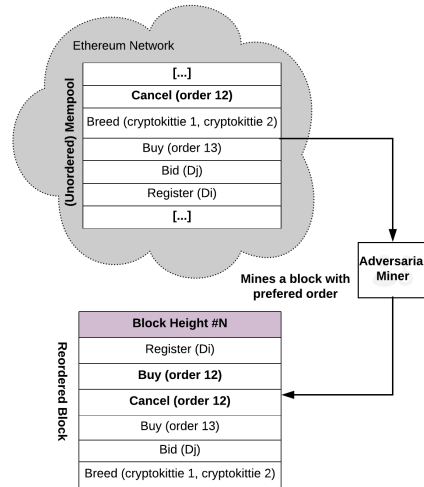 Ethereum Network
(Unordered) Mempool
[...]
Cancel (order 12)
Breed (cryptokittie 1, cryptokittie 2)
Buy (order 13)
Bid (Dj)
Register (Di)
[...]
Adversaria
Miner
Mines a block with
prefered order
Reordered Block
Block Height #N
Register (Di)
Buy (order 12)
Cancel (order 12)
Buy (order 13)
Bid (Dj)
Breed (cryptokittie 1, cryptokittie 2)